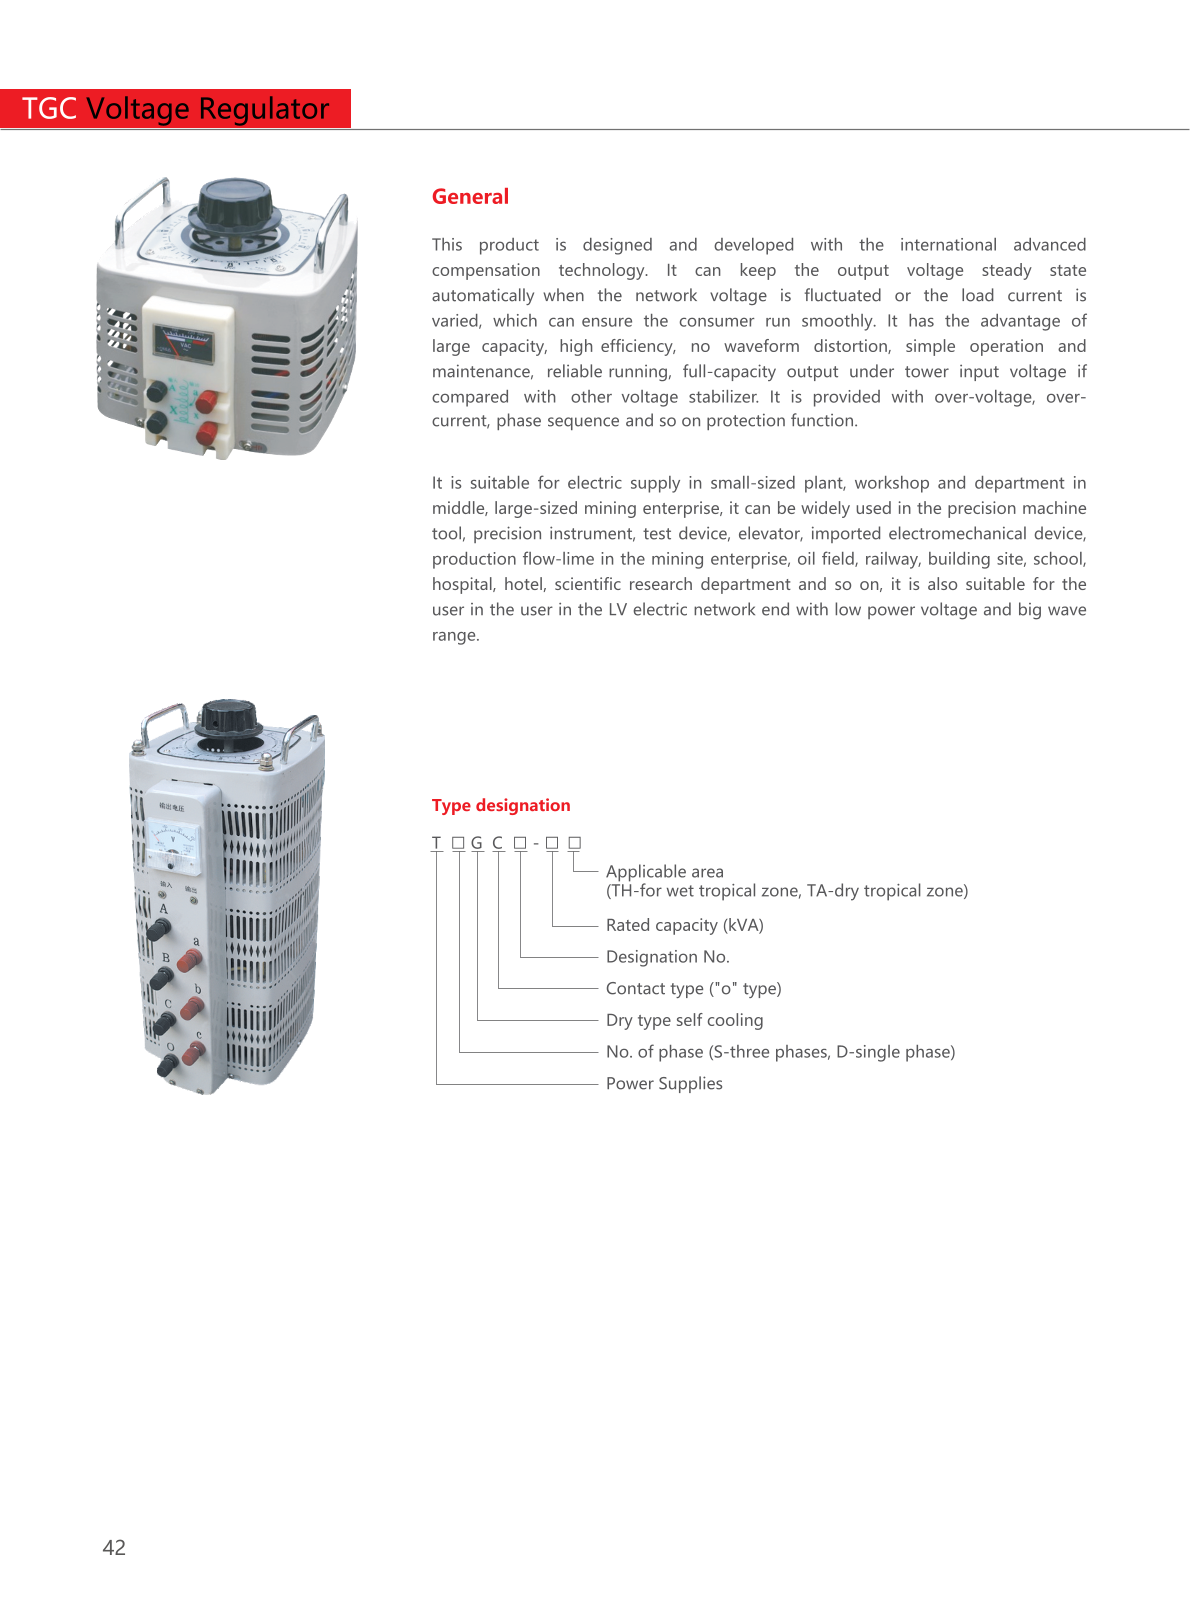 TGC Voltage Regulator
General
This product is designed and developed with the international advanced
compensation technology. It can keep the output voltage steady state
automatically when the network voltage is fluctuated or the load current is
varied, which can ensure the consumer run smoothly. It has the advantage of
large capacity, high efficiency, no waveform distortion, simple operation and
maintenance, reliable running, full-capacity output under tower input voltage if
compared with other voltage stabilizer. It is provided with over-voltage, over-
current, phase sequence and so on protection function.
It is suitable for electric supply in small-sized plant, workshop and department in
middle, large-sized mining enterprise, it can be widely used in the precision machine
tool, precision instrument, test device, elevator, imported electromechanical device,
production flow-lime in the mining enterprise, oil field, railway, building site, school,
hospital, hotel, scientific research department and so on, it is also suitable for the
user in the user in the LV electric network end with low power voltage and big wave
range.
VAC
A
X
输出电压
V
输入 输出
A
a
B
b
C
c
O
Type designation
T □ G C □ - □ □
Applicable area
(TH-for wet tropical zone, TA-dry tropical zone)
Rated capacity (kVA)
Designation No.
Contact type ("o" type)
Dry type self cooling
No. of phase (S-three phases, D-single phase)
Power Supplies
42